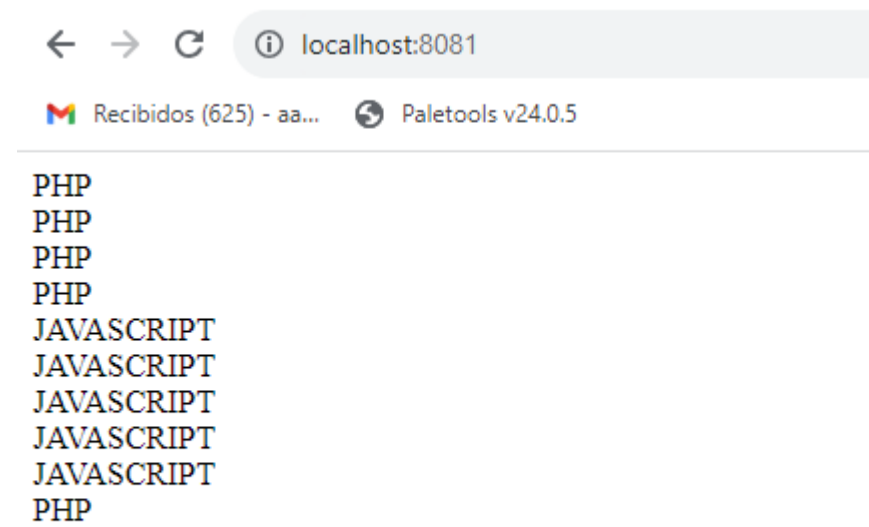 localhost:8081
Recibidos (625) - aa... Paletools v24.0.5
PHP
PHP
PHP
PHP
JAVASCRIPT
JAVASCRIPT
JAVASCRIPT
JAVASCRIPT
JAVASCRIPT
PHP